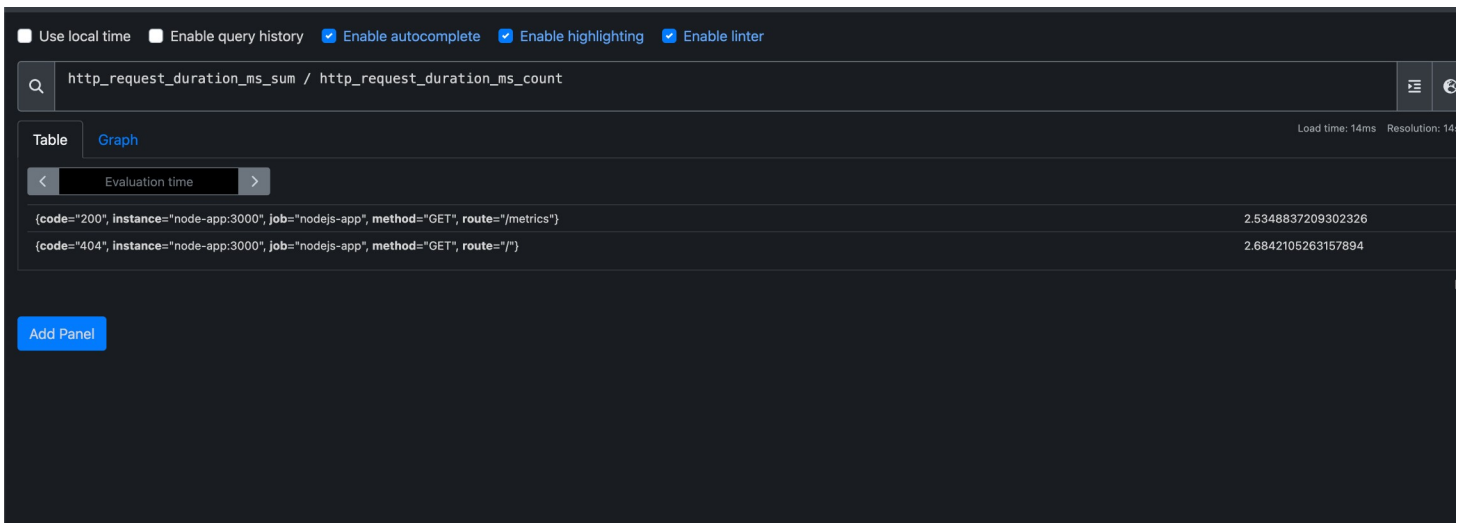 Use local time Enable query history Enable autocomplete Enable highlighting Enable linter
http_request_duration_ms_sum / http_request_duration_ms_count
Table Graph Load time: 14ms Resolution: 14
Evaluation time
{code="200", instance="node-app:3000", job="nodejs-app", method="GET", route="/metrics"} 2.5348837209302326
{code="404", instance="node-app:3000", job="nodejs-app", method="GET", route="/"} 2.6842105263157894
Add Panel